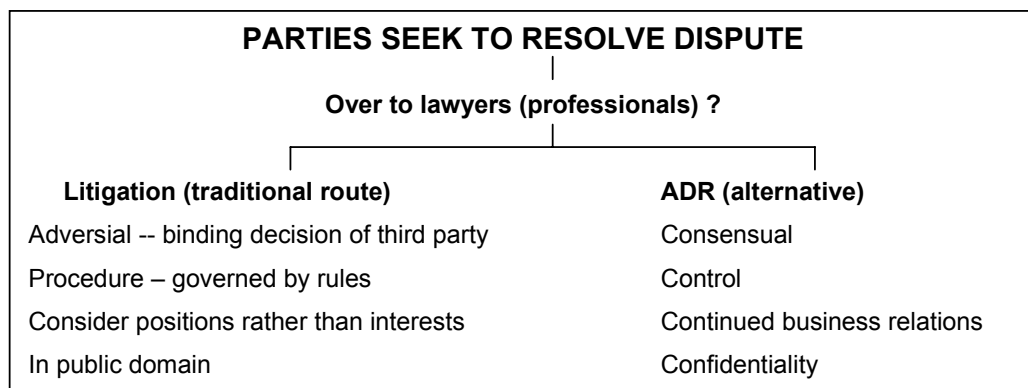 PARTIES SEEK TO RESOLVE DISPUTE
Over to lawyers (professionals) ?
Litigation (traditional route)
ADR (alternative)
Adversial -- binding decision of third party
Consensual
Procedure – governed by rules
Control
Consider positions rather than interests
Continued business relations
In public domain
Confidentiality